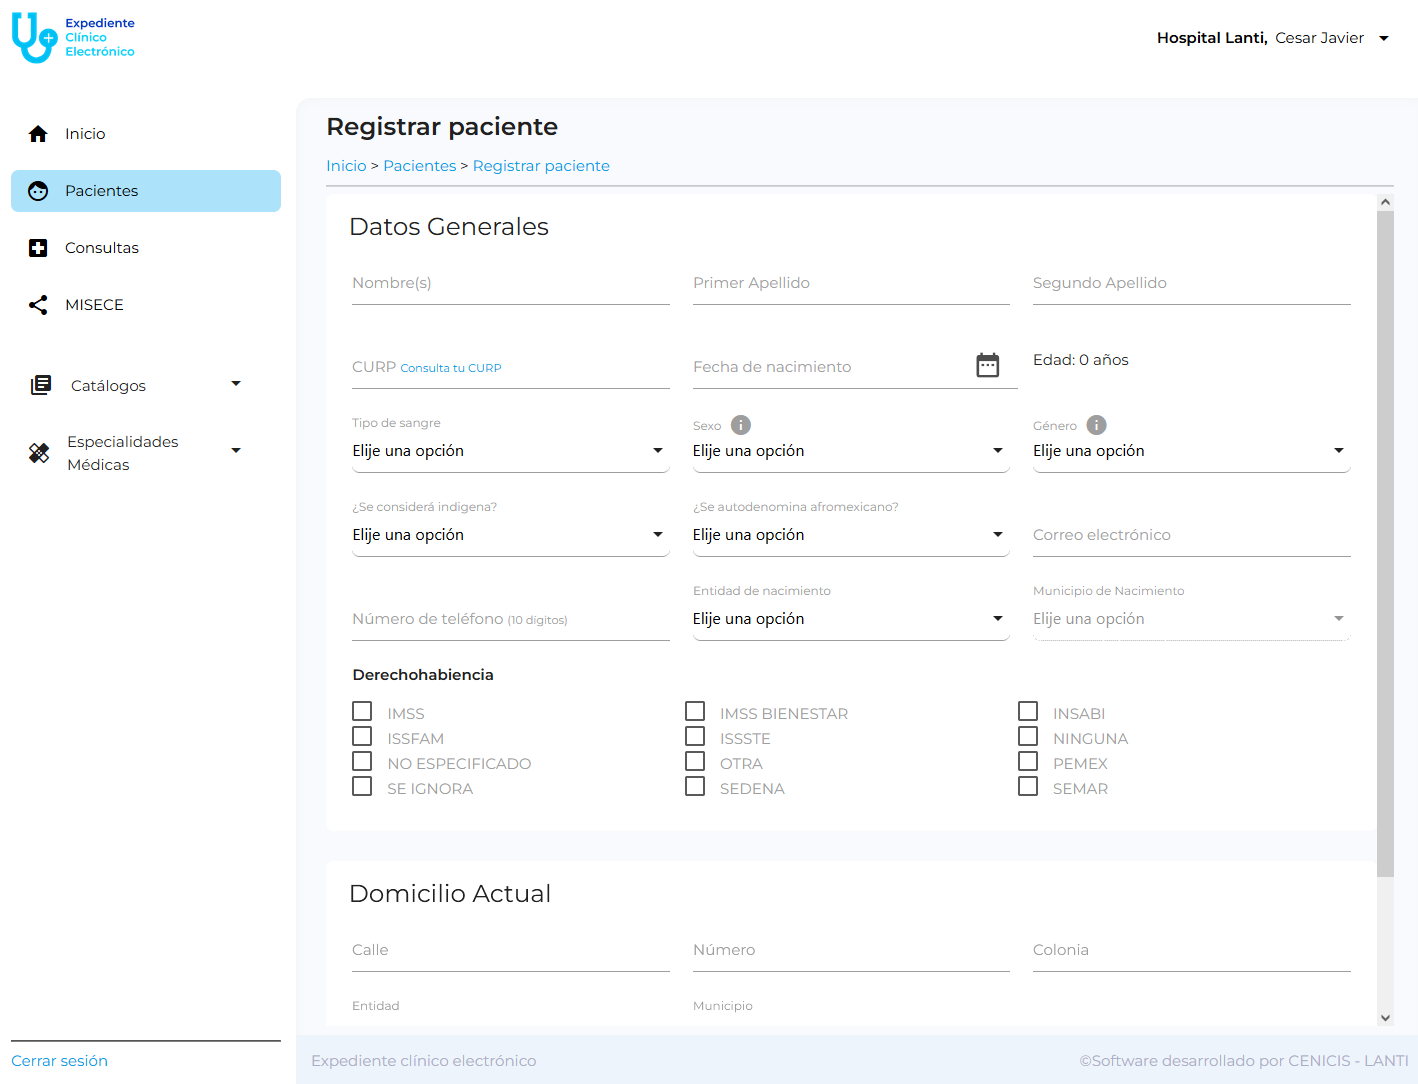 Expediente
Clínico
Electrónico
Hospital Lanti, Cesar Javier
Inicio
Pacientes
Consultas
MISECE
Catálogos
Especialidades
Médicas
Cerrar sesión
Registrar paciente
Inicio > Pacientes > Registrar paciente
Datos Generales
Nombre(s) Primer Apellido Segundo Apellido
CURP Consulta tu CURP Fecha de nacimiento Edad: 0 años
Tipo de sangre Sexo Género
Elije una opción Elije una opción Elije una opción
¿Se considerá indigena? ¿Se autodenomina afromexicano?
Elije una opción Elije una opción Correo electrónico
Entidad de nacimiento Municipio de Nacimiento
Número de teléfono (10 digitos) Elije una opción Elije una opción
Derechohabiencia
IMSS IMSS BIENESTAR INSABI
ISSFAM ISSSTE NINGUNA
NO ESPECIFICADO OTRA PEMEX
SE IGNORA SEDENA SEMAR
Domicilio Actual
Calle Número Colonia
Entidad Municipio
Expediente clínico electrónico ©Software desarrollado por CENICIS - LANTI